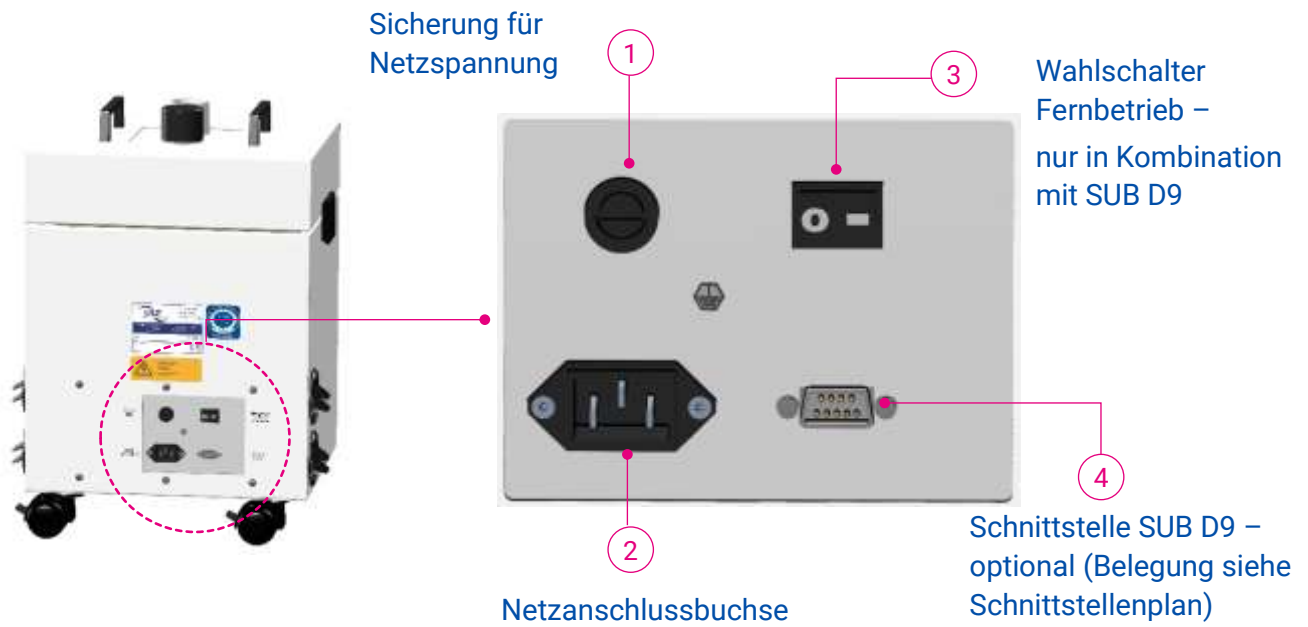 Sicherung für
Netzspannung
1
3
Wahlschalter
Fernbetrieb –
nur in Kombination
mit SUB D9
4
Schnittstelle SUB D9 –
optional (Belegung siehe
Schnittstellenplan)
2
Netzanschlussbuchse